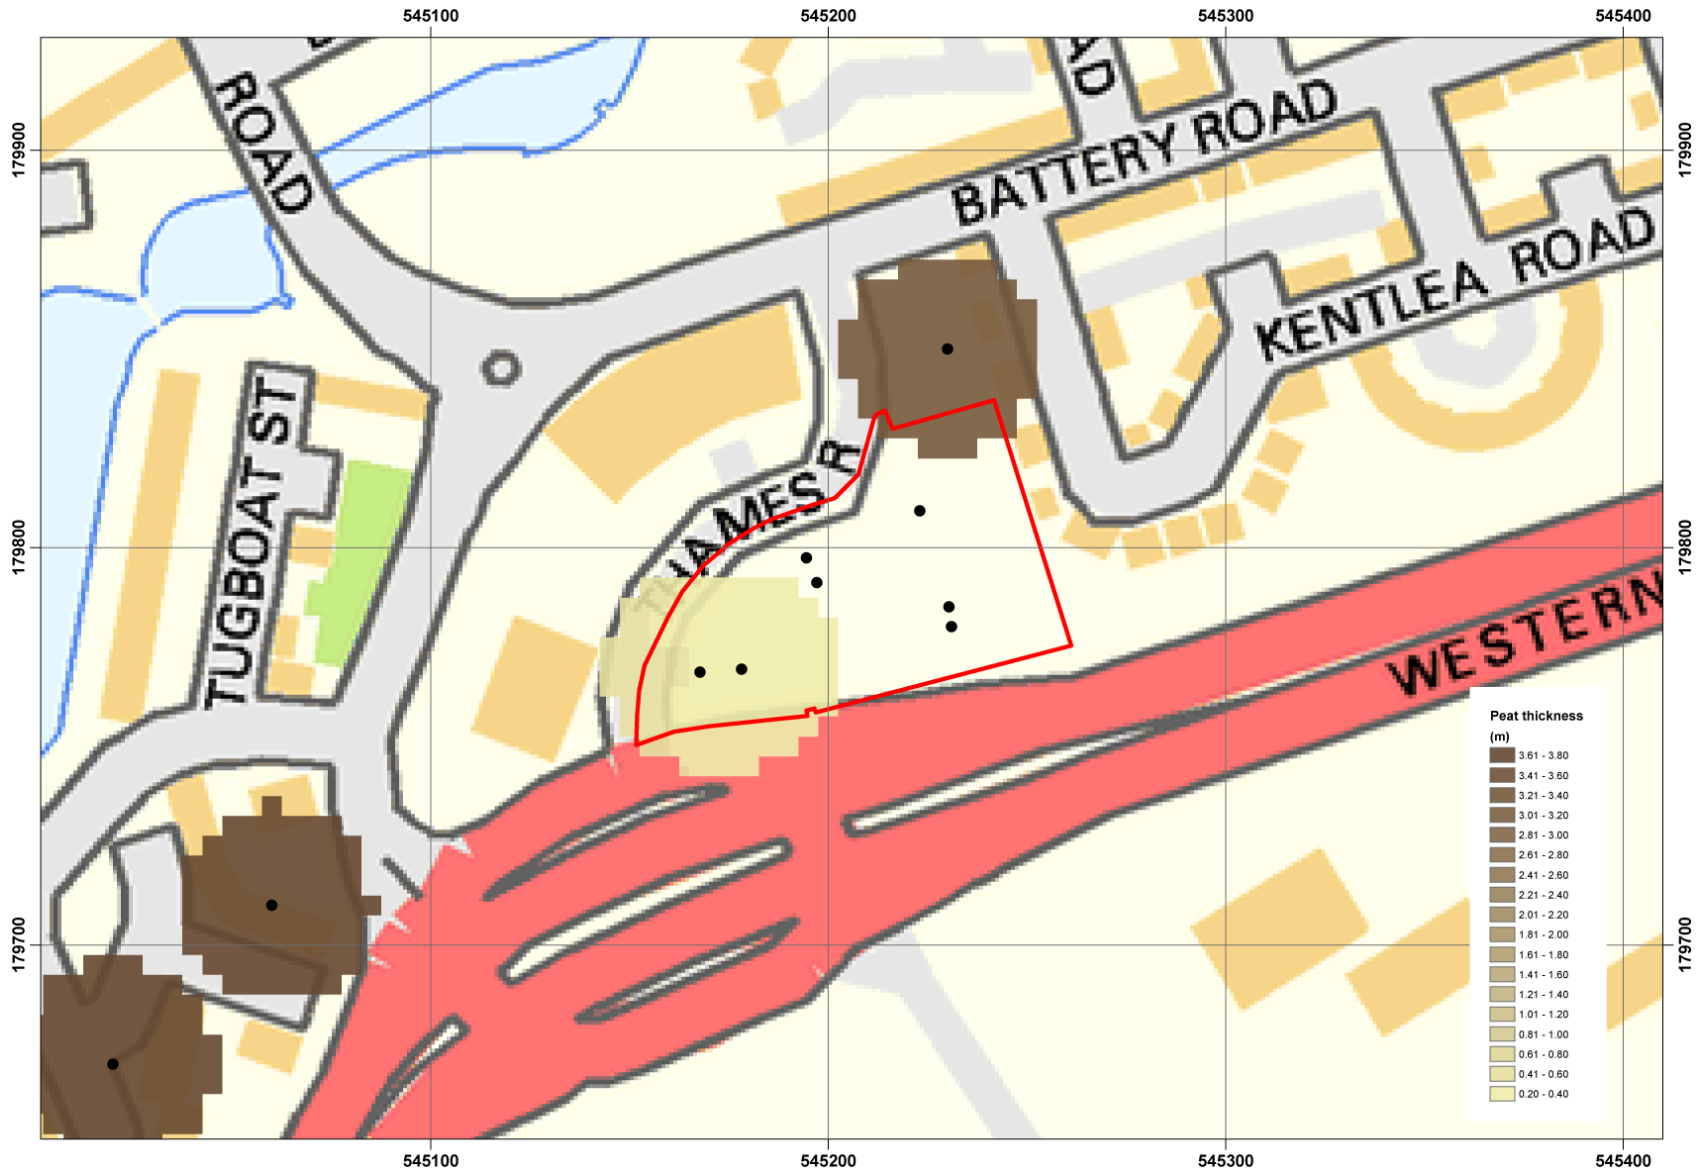 545100 545200 545300 545400
179900 179900
179800 179800
179700 179700
ROAD
AD
BATTERY ROAD
KENTLEA ROAD
TUGBOAT ST
THAMES R
WESTERN
Peat thickness
(m)
3.61 - 3.80
3.41 - 3.60
3.21 - 3.40
3.01 - 3.20
2.81 - 3.00
2.61 - 2.80
2.41 - 2.60
2.21 - 2.40
2.01 - 2.20
1.81 - 2.00
1.61 - 1.80
1.41 - 1.60
1.21 - 1.40
1.01 - 1.20
0.81 - 1.00
0.61 - 0.80
0.41 - 0.60
0.20 - 0.40
545100 545200 545300 545400